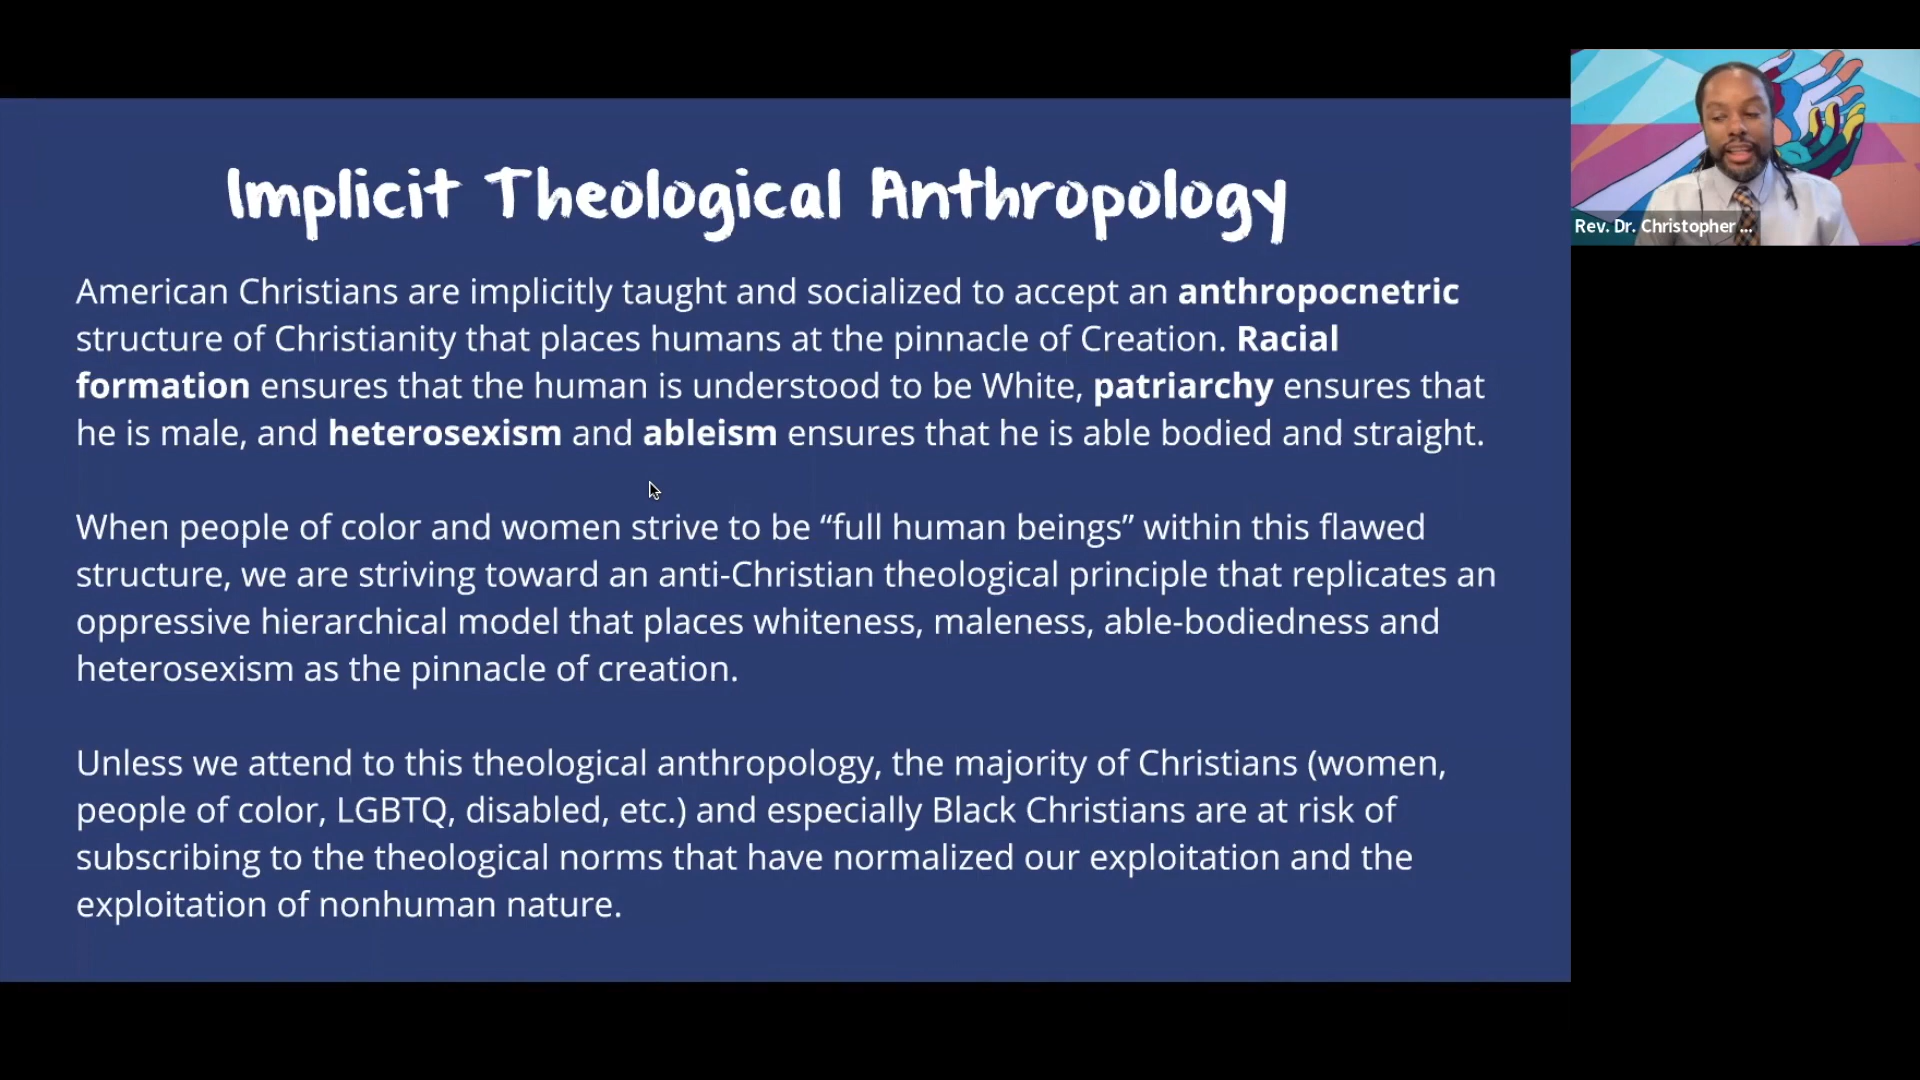 Implicit Theological Anthropology
American Christians are implicitly taught and socialized to accept an anthropocnetric
structure of Christianity that places humans at the pinnacle of Creation. Racial
formation ensures that the human is understood to be White, patriarchy ensures that
he is male, and heterosexism and ableism ensures that he is able bodied and straight.
When people of color and women strive to be “full human beings” within this flawed
structure, we are striving toward an anti-Christian theological principle that replicates an
oppressive hierarchical model that places whiteness, maleness, able-bodiedness and
heterosexism as the pinnacle of creation.
Unless we attend to this theological anthropology, the majority of Christians (women,
people of color, LGBTQ, disabled, etc.) and especially Black Christians are at risk of
subscribing to the theological norms that have normalized our exploitation and the
exploitation of nonhuman nature.
Rev. Dr. Christopher ...